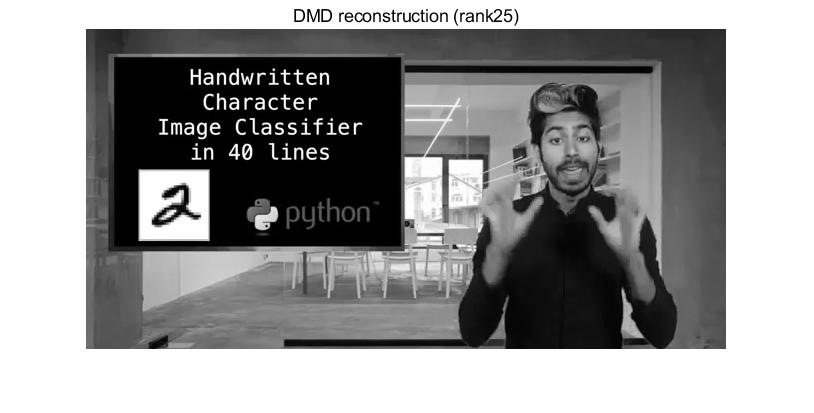 DMD reconstruction (rank25)
Handwritten
Character
Image Classifier
in 40 lines
2
python™